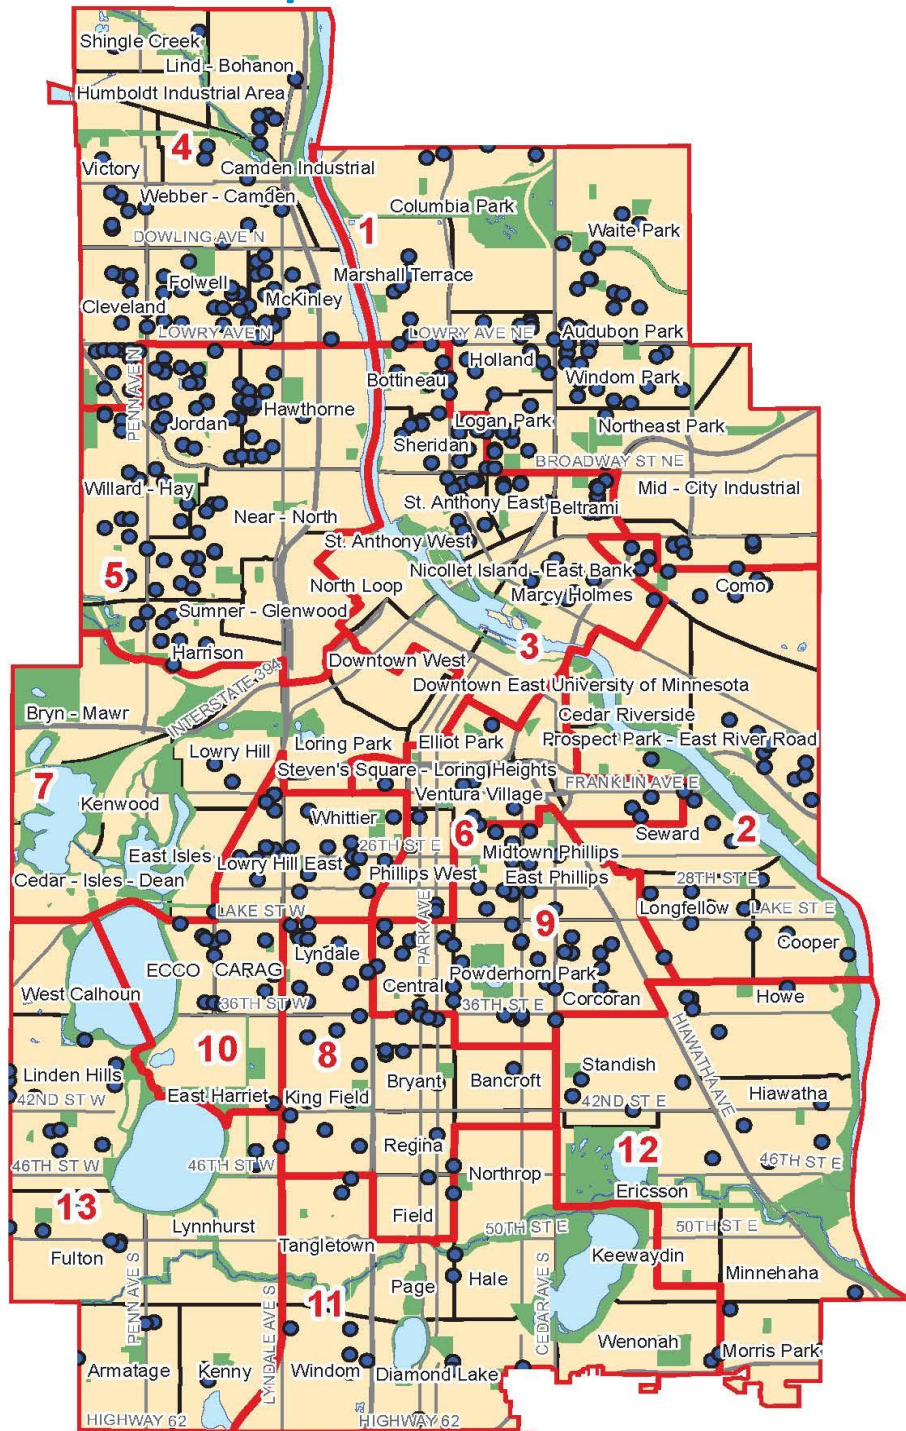 Shingle Creek
Lind - Bohanon
Humboldt Industrial Area
4
Victory
Camden Industrial
Webber - Camden
Columbia Park
1
Waite Park
DOWLING AVE N
Folwell
Marshall Terrace
Cleveland
McKinley
LOWRY AVE N
LOWRY AVE NE
Audubon Park
Holland
PENN AVE N
Bottineau
Windom Park
Hawthorne
Jordan
Logan Park
Northeast Park
Sheridan
BROADWAY ST NE
Willard - Hay
Mid - City Industrial
St. Anthony East
Beltrami
Near - North
St. Anthony West
5
Nicollet Island - East Bank
North Loop
Como
Marcy Holmes
Sumner - Glenwood
3
Harrison
Downtown West
INTERSTATE 394
Downtown East
University of Minnesota
Bryn - Mawr
Cedar Riverside
Lowry Hill
Loring Park
Elliot Park
Prospect Park - East River Road
Steven's Square - Loring Heights
7
FRANKLIN AVE E
Kenwood
Ventura Village
Whittier
6
Seward
2
26TH ST E
Midtown Phillips
East Isles
Lowry Hill East
Phillips West
East Phillips
Cedar - Isles - Dean
28TH ST E
LAKE ST W
PARK AVE
9
Longfellow
LAKE ST E
Lyndale
Cooper
ECCO
CARAG
Powderhorn Park
West Calhoun
Central
36TH ST W
36TH ST E
Corcoran
Howe
10
8
HIAWATHA AVE
Linden Hills
Standish
Bryant
Bancroft
Hiawatha
42ND ST W
East Harriet
King Field
42ND ST E
12
Regina
46TH ST W
46TH ST W
46TH ST E
Northrop
13
Ericsson
Field
Lynnhurst
50TH ST E
50TH ST E
Fulton
Tangletown
Keewaydin
Minnehaha
Page
Hale
11
PENN AVE S
LYNDALE AVE S
CEDAR AVE S
Wenonah
Morris Park
Armatage
Kenny
Windom
Diamond Lake
HIGHWAY 62
HIGHWAY 62